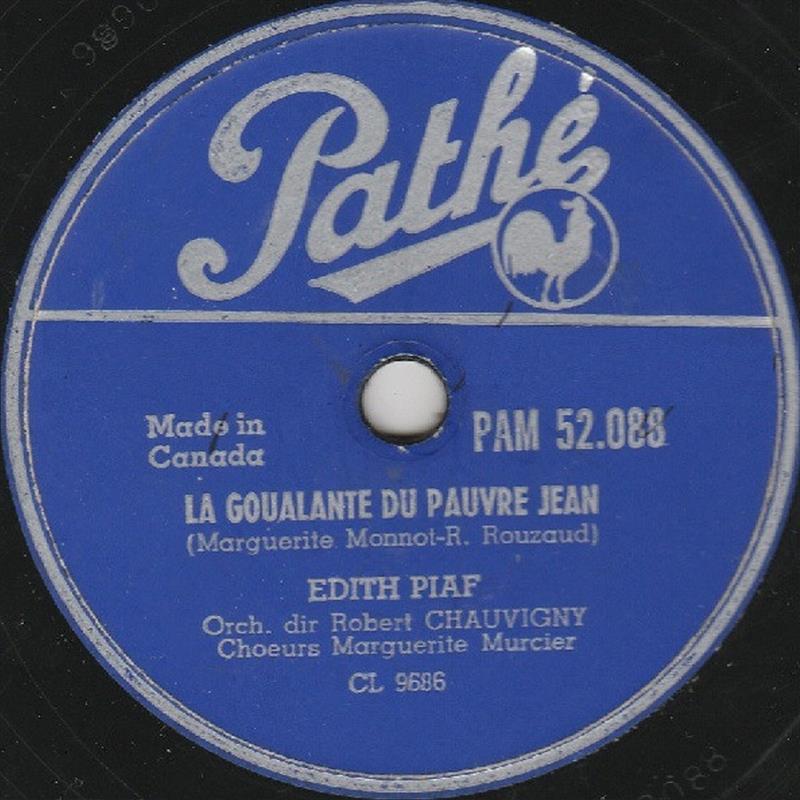 Pathé
Made in
Canada
PAM 52.088
LA GOUALANTE DU PAUVRE JEAN
(Marguerite Monnot-R. Rouzaud)
EDITH PIAF
Orch. dir Robert CHAUVIGNY
Choeurs Marguerite Murcier
CL 9686